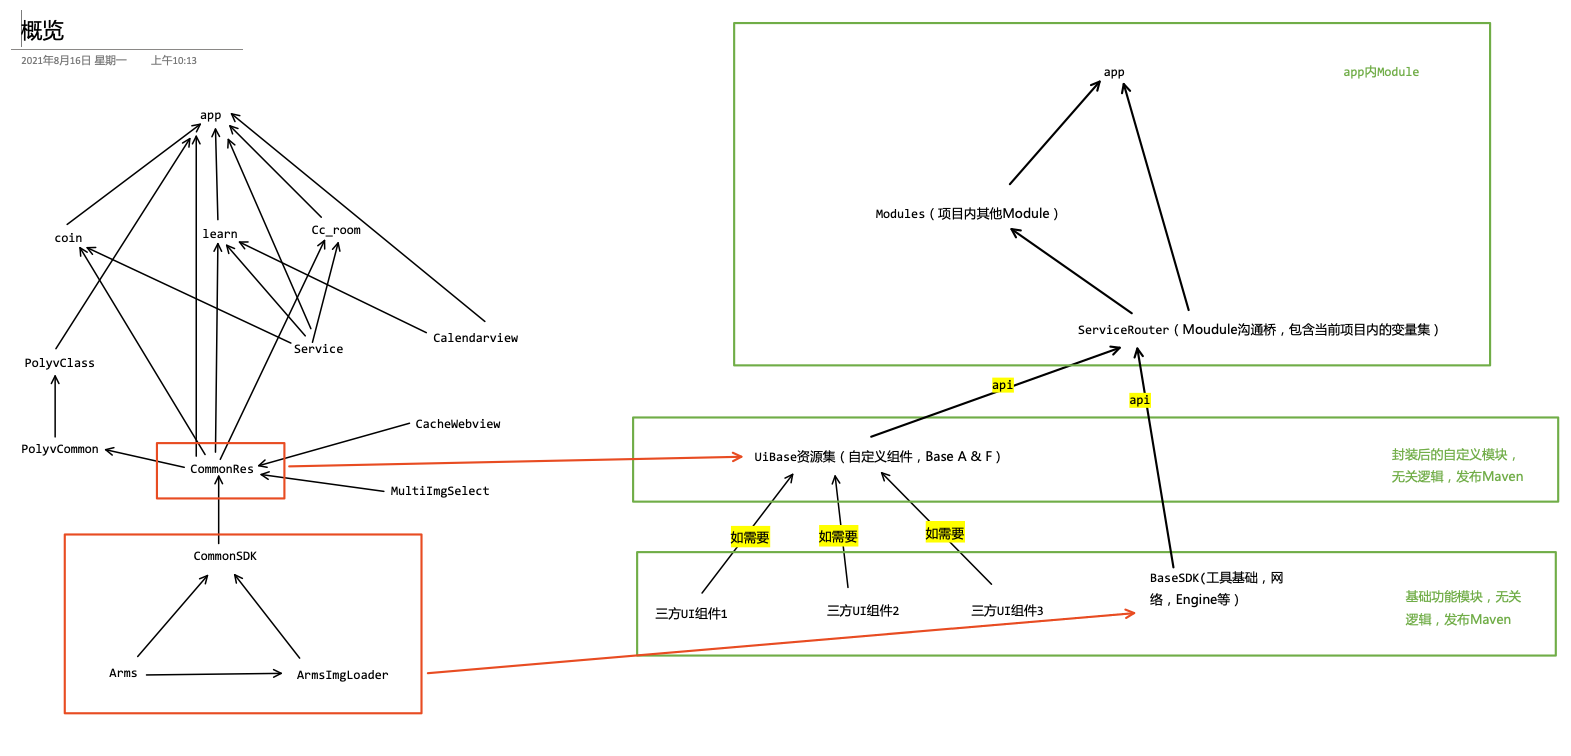 概览
2021年8月16日 星期一 上午10:13
app
coin
learn
Cc_room
Service
Calendarview
PolyvClass
CacheWebview
PolyvCommon
CommonRes
MultiImgSelect
CommonSDK
Arms
ArmsImgLoader
app
app内Module
Modules（项目内其他Module）
ServiceRouter（Moudule沟通桥，包含当前项目内的变量集）
api
api
UiBase资源集（自定义组件，Base A & F）
封装后的自定义模块，
无关逻辑，发布Maven
如需要
如需要
如需要
三方UI组件1
三方UI组件2
三方UI组件3
BaseSDK(工具基础，网
络，Engine等）
基础功能模块，无关
逻辑，发布Maven